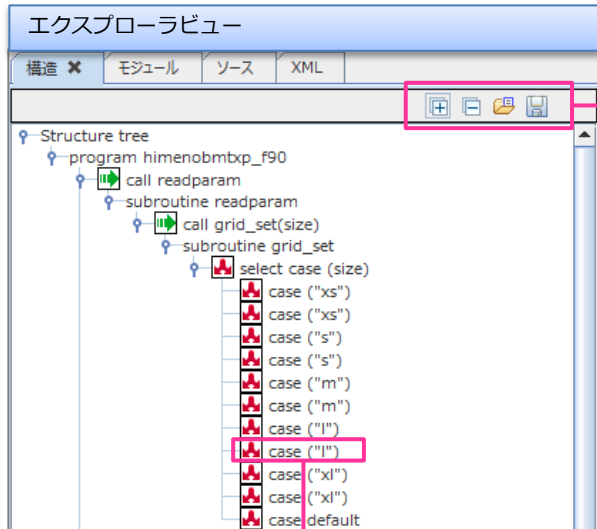 エクスプローラビュー
構造 ✖ モジュール ソース XML
Structure tree
program himenobmtxp_f90
call readparam
subroutine readparam
call grid_set(size)
subroutine grid_set
select case (size)
case ("xs")
case ("xs")
case ("s")
case ("s")
case ("m")
case ("m")
case ("l")
case ("l")
case ("xl")
case ("xl")
case default